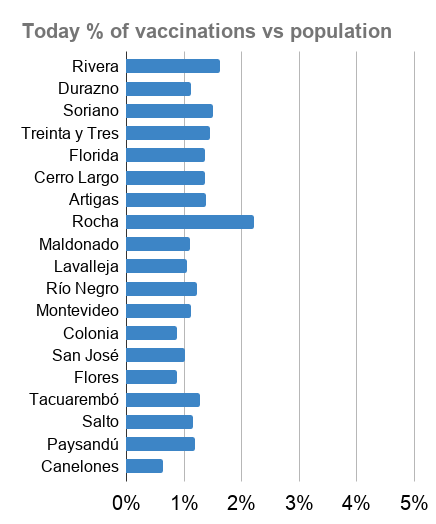 Today % of vaccinations vs population
Rivera
Durazno
Soriano
Treinta y Tres
Florida
Cerro Largo
Artigas
Rocha
Maldonado
Lavalleja
Río Negro
Montevideo
Colonia
San José
Flores
Tacuarembó
Salto
Paysandú
Canelones
0% 1% 2% 3% 4% 5%